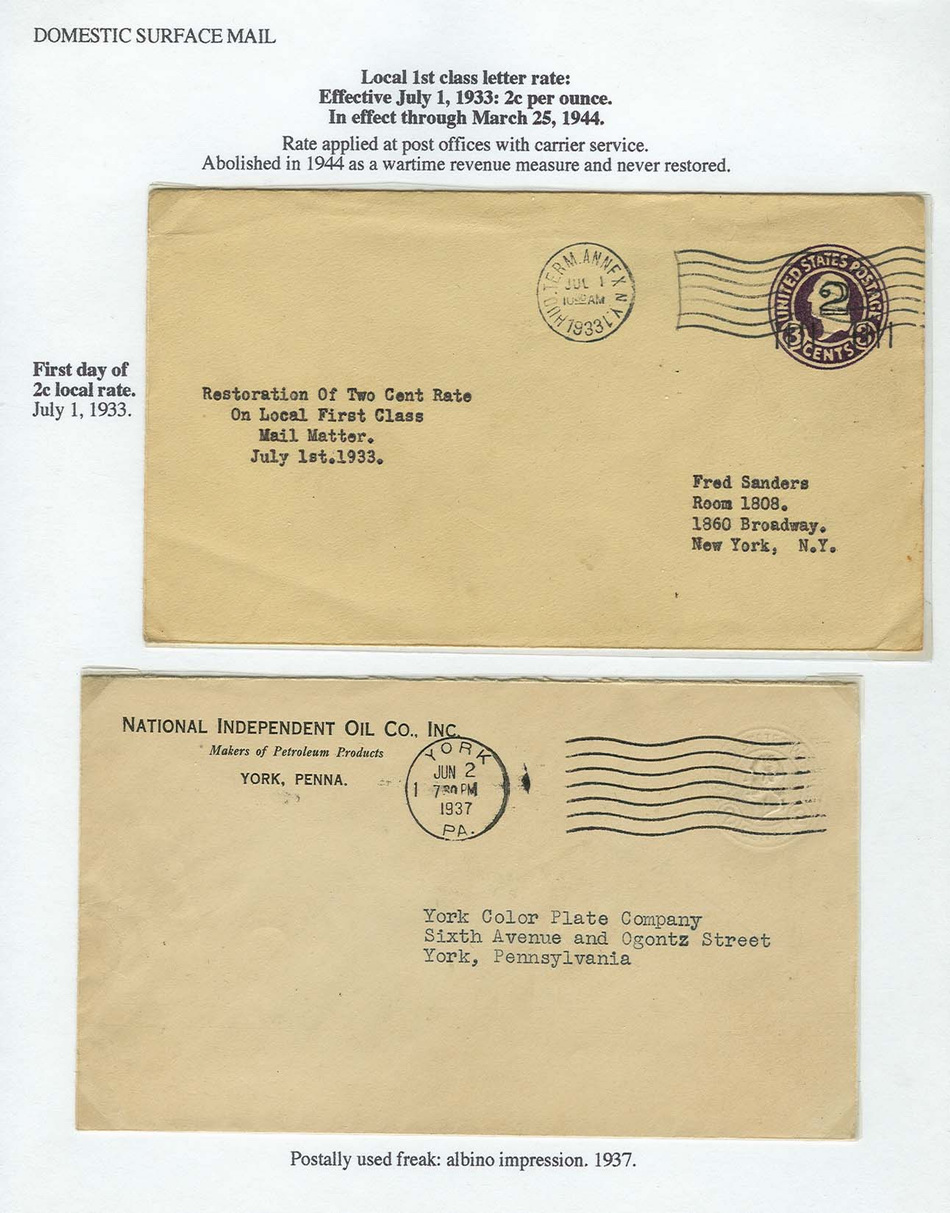 DOMESTIC SURFACE MAIL
Local 1st class letter rate:
Effective July 1, 1933: 2c per ounce.
In effect through March 25, 1944.
Rate applied at post offices with carrier service.
Abolished in 1944 as a wartime revenue measure and never restored.
HUD. TERM. ANNEX N.Y.
JUL 1
10 AM
1933
UNITED STATES POSTAGE
2
3 CENTS 3
First day of
2c local rate.
July 1, 1933.
Restoration Of Two Cent Rate
On Local First Class
Mail Matter.
July 1st.1933.
Fred Sanders
Room 1808.
1860 Broadway.
New York, N.Y.
NATIONAL INDEPENDENT OIL CO., INC.
Makers of Petroleum Products
YORK, PENNA.
YORK
JUN 2
1 7 30 PM
1937
PA.
York Color Plate Company
Sixth Avenue and Ogontz Street
York, Pennsylvania
Postally used freak: albino impression. 1937.